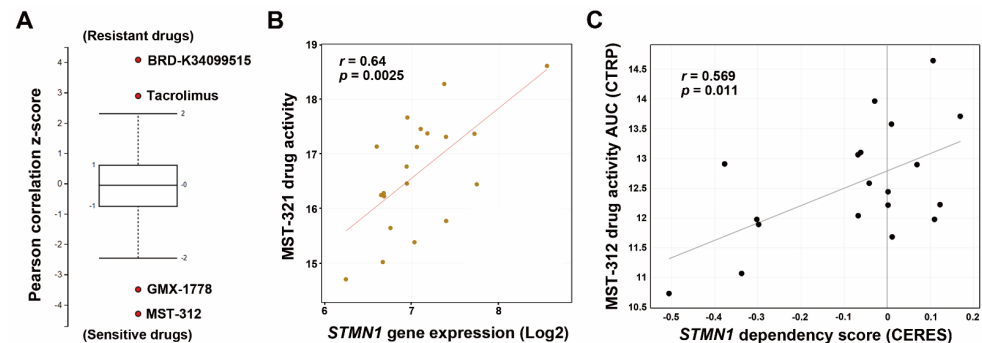 A
(Resistant drugs)
BRD-K34099515
Tacrolimus
GMX-1778
MST-312
(Sensitive drugs)
Pearson correlation z-score
4
3
2
1
0
-1
-2
-3
-4
2
1
-0
-1
-2
B
r = 0.64
p = 0.0025
MST-321 drug activity
19
18
17
16
15
6
7
8
STMN1 gene expression (Log2)
C
r = 0.569
p = 0.011
MST-312 drug activity AUC (CTRP)
14.5
13.5
13.0
12.5
12.0
11.5
11.0
10.5
-0.5
-0.4
-0.3
-0.2
-0.1
0
0.1
0.2
STMN1 dependency score (CERES)